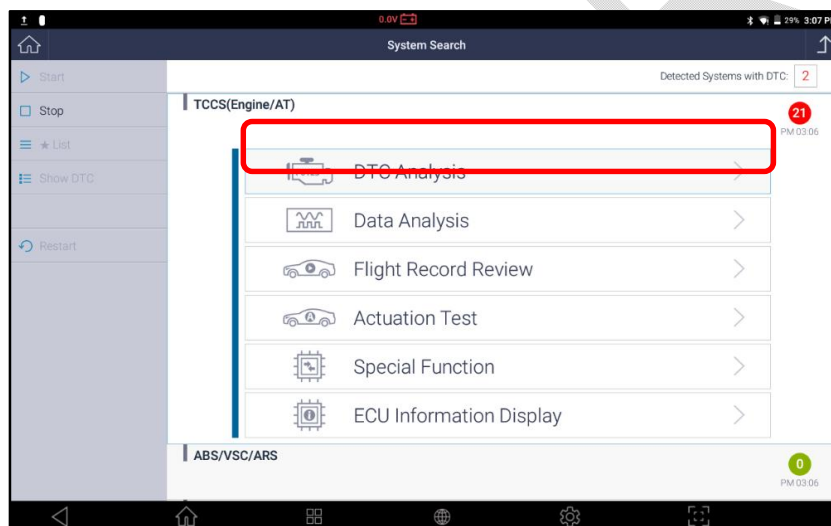 0.0V
29% 3:07 P
System Search
Start
Detected Systems with DTC: 2
Stop
TCCS(Engine/AT)
21
PM 03:06
★ List
DTC Analysis
Show DTC
Data Analysis
Restart
Flight Record Review
Actuation Test
Special Function
ECU Information Display
ABS/VSC/ARS
0
PM 03:06